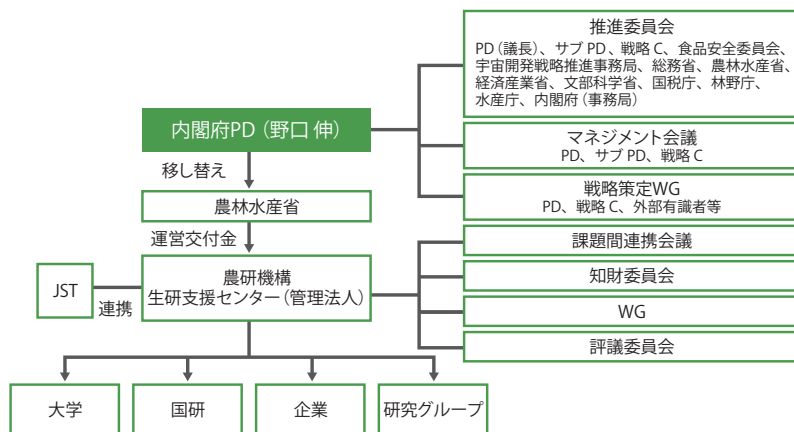 推進委員会
PD（議長）、サブ PD、戦略 C、食品安全委員会、
宇宙開発戦略推進事務局、総務省、農林水産省、
経済産業省、文部科学省、国税庁、林野庁、
水産庁、内閣府（事務局）
内閣府PD（野口 伸）
マネジメント会議
PD、サブ PD、戦略 C
移し替え
戦略策定WG
PD、戦略 C、外部有識者等
農林水産省
運営交付金
課題間連携会議
農研機構
生研支援センター（管理法人）
JST
連携
知財委員会
WG
評議委員会
大学
国研
企業
研究グループ